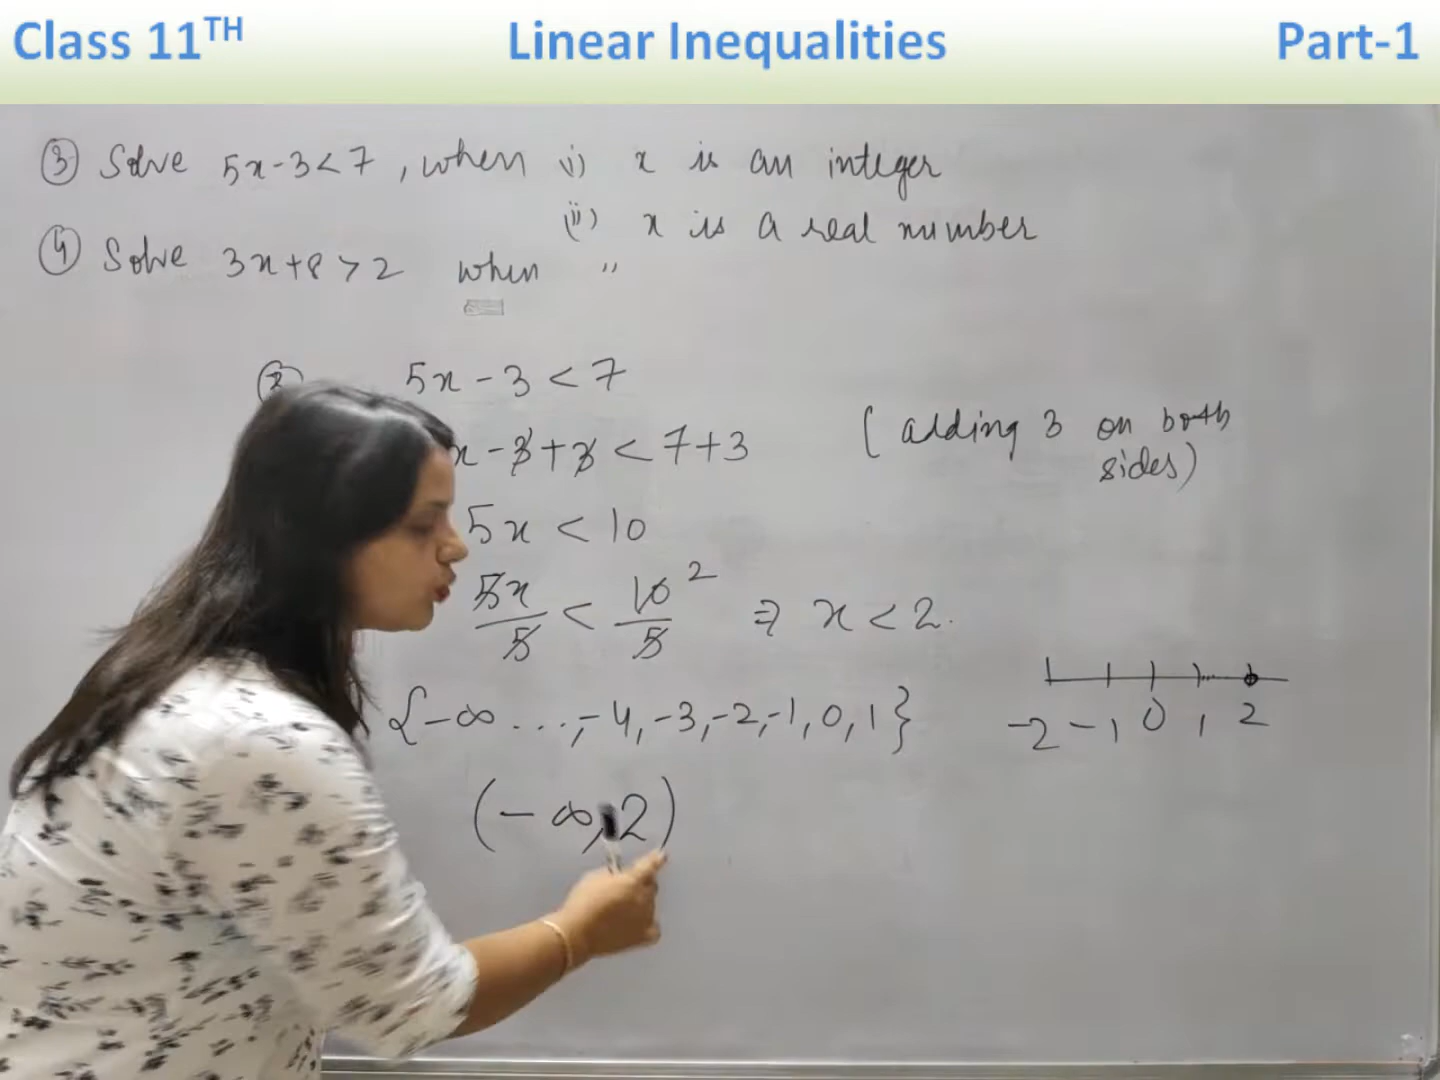 Class 11TH Linear Inequalities Part-1
③ Solve 5x-3<7, when i) x is an integer
(ii) x is a real number
④ Solve 3x+8>2 when "
5x-3<7
x-3+3<7+3 (adding 3 on both
sides)
5x<10
5x/5 < 10/5 2 ⇒ x<2.
{-∞ ...,-4,-3,-2,-1,0,1}
-2 -1 0 1 2
(-∞,2)